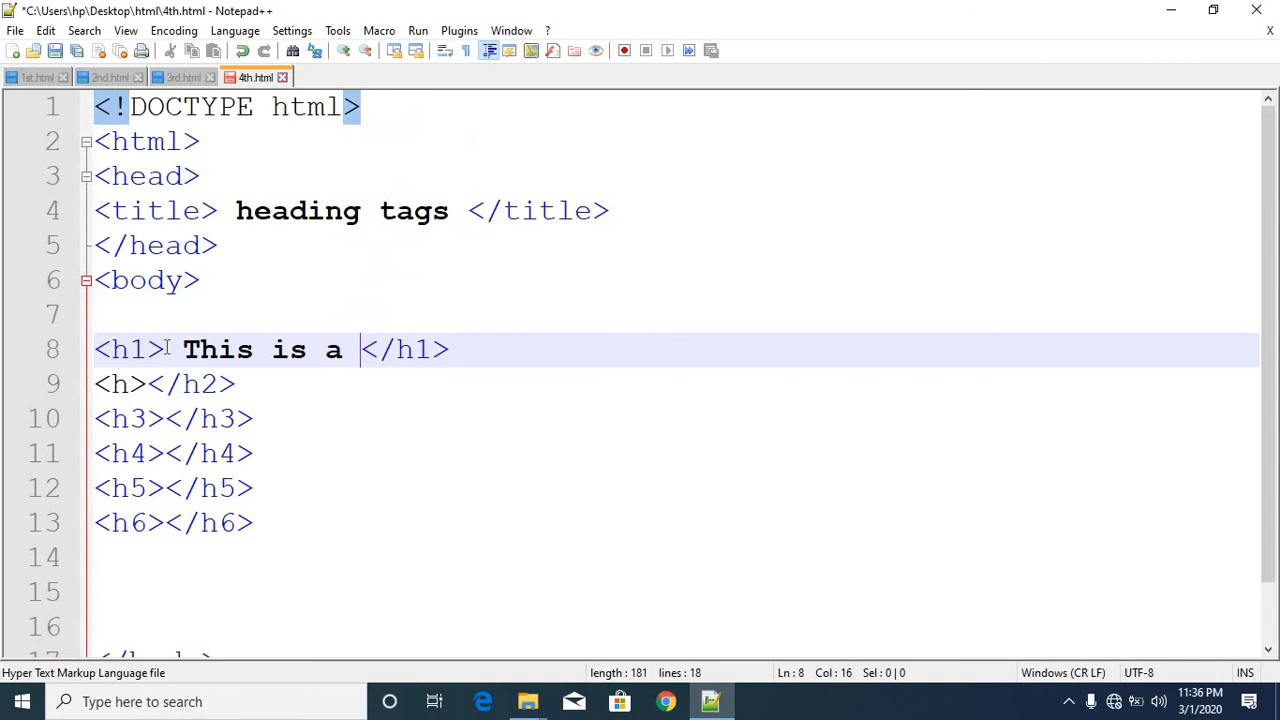 *C:\Users\hp\Desktop\html\4th.html - Notepad++
File Edit Search View Encoding Language Settings Tools Macro Run Plugins Window ? X
1st.html 2nd.html 3rd.html 4th.html
1 <!DOCTYPE html>
2 <html>
3 <head>
4 <title> heading tags </title>
5 </head>
6 <body>
7
8 <h1> This is a </h1>
9 <h></h2>
10 <h3></h3>
11 <h4></h4>
12 <h5></h5>
13 <h6></h6>
14
15
16
17 </body>
Hyper Text Markup Language file length : 181 lines : 18 Ln : 8 Col : 16 Sel : 0 | 0 Windows (CR LF) UTF-8 INS
Type here to search 11:36 PM
3/1/2020